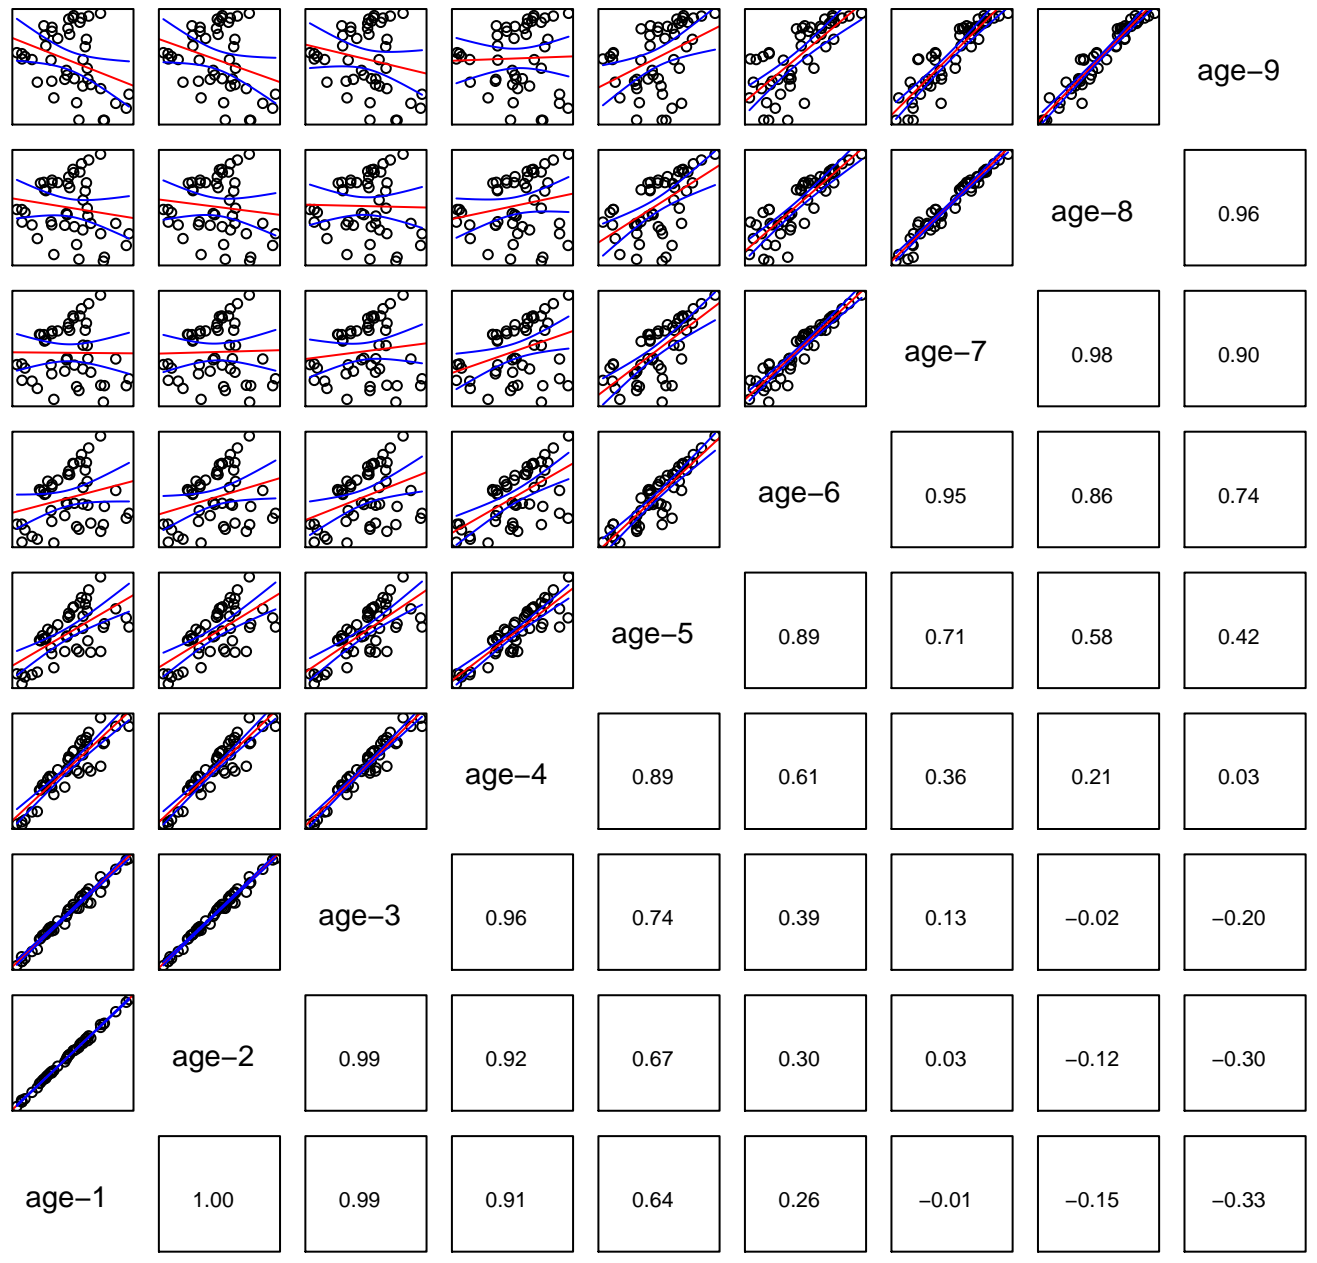 age−9
age−8 0.96
age−7 0.98 0.90
age−6 0.95 0.86 0.74
age−5 0.89 0.71 0.58 0.42
age−4 0.89 0.61 0.36 0.21 0.03
age−3 0.96 0.74 0.39 0.13 −0.02 −0.20
age−2 0.99 0.92 0.67 0.30 0.03 −0.12 −0.30
age−1 1.00 0.99 0.91 0.64 0.26 −0.01 −0.15 −0.33